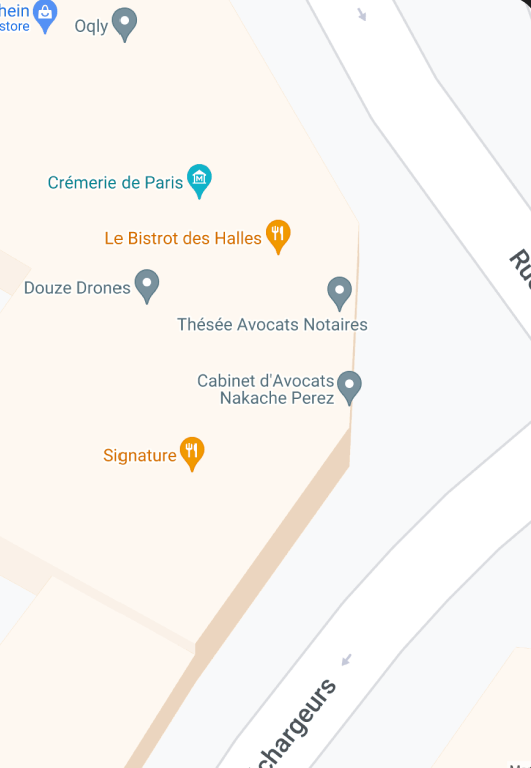 hein
store
Oqly
Crémerie de Paris
Le Bistrot des Halles
Douze Drones
Thésée Avocats Notaires
Rue
Cabinet d'Avocats
Nakache Perez
Signature
chargeurs